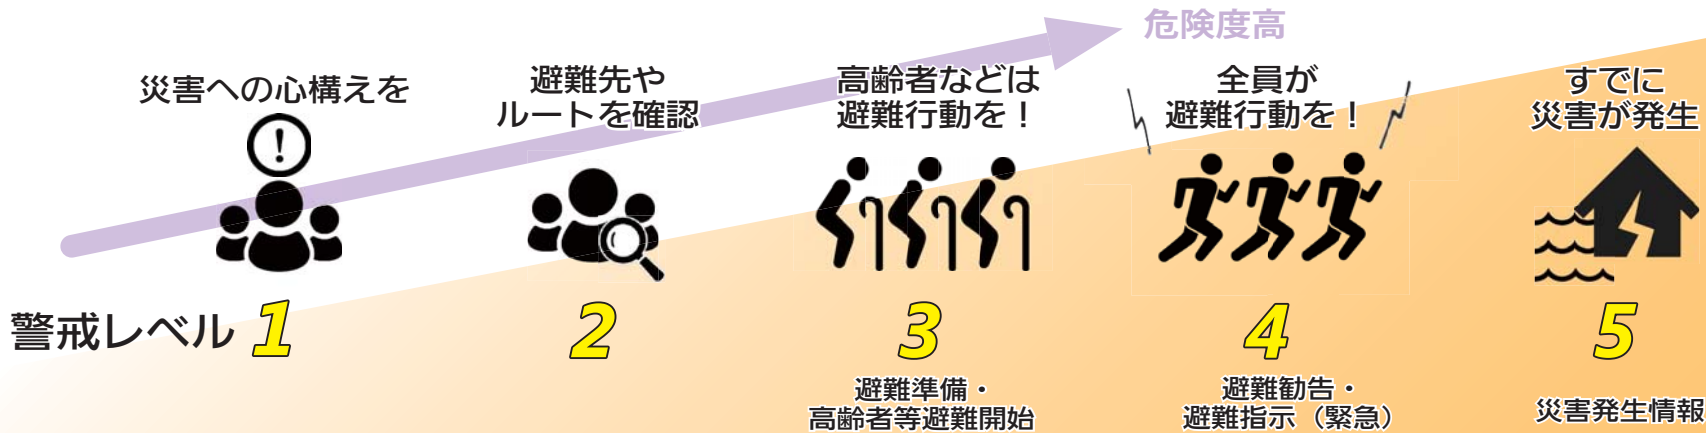 危険度高
災害への心構えを
避難先や
ルートを確認
高齢者などは
避難行動を！
全員が
避難行動を！
すでに
災害が発生
警戒レベル 1
2
3
4
5
避難準備・
高齢者等避難開始
避難勧告・
避難指示（緊急）
災害発生情報